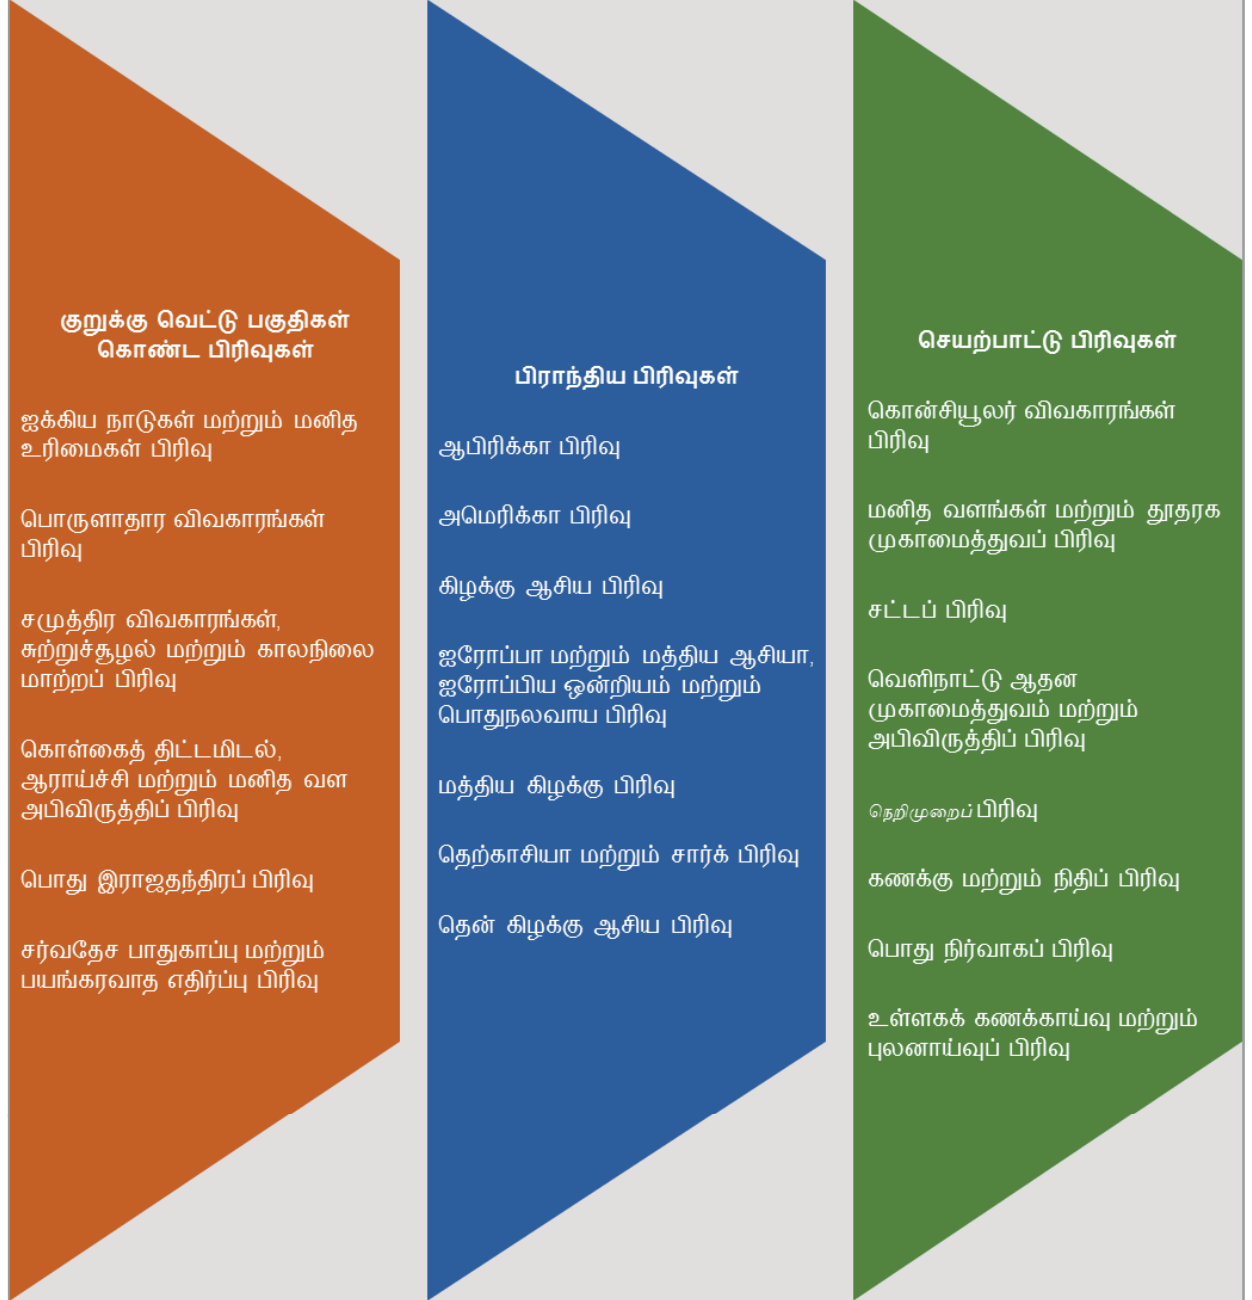 குறுக்கு வெட்டு பகுதிகள்
கொண்ட பிரிவுகள்
ஐக்கிய நாடுகள் மற்றும் மனித
உரிமைகள் பிரிவு
பொருளாதார விவகாரங்கள்
பிரிவு
சமுத்திர விவகாரங்கள்,
சுற்றுச்சூழல் மற்றும் காலநிலை
மாற்றப் பிரிவு
கொள்கைத் திட்டமிடல்,
ஆராய்ச்சி மற்றும் மனித வள
அபிவிருத்திப் பிரிவு
பொது இராஜதந்திரப் பிரிவு
சர்வதேச பாதுகாப்பு மற்றும்
பயங்கரவாத எதிர்ப்பு பிரிவு
பிராந்திய பிரிவுகள்
ஆபிரிக்கா பிரிவு
அமெரிக்கா பிரிவு
கிழக்கு ஆசிய பிரிவு
ஐரோப்பா மற்றும் மத்திய ஆசியா,
ஐரோப்பிய ஒன்றியம் மற்றும்
பொதுநலவாய பிரிவு
மத்திய கிழக்கு பிரிவு
தெற்காசியா மற்றும் சார்க் பிரிவு
தென் கிழக்கு ஆசிய பிரிவு
செயற்பாட்டு பிரிவுகள்
கொன்சியூலர் விவகாரங்கள்
பிரிவு
மனித வளங்கள் மற்றும் தூதரக
முகாமைத்துவப் பிரிவு
சட்டப் பிரிவு
வெளிநாட்டு ஆதன
முகாமைத்துவம் மற்றும்
அபிவிருத்திப் பிரிவு
நெறிமுறைப் பிரிவு
கணக்கு மற்றும் நிதிப் பிரிவு
பொது நிர்வாகப் பிரிவு
உள்ளகக் கணக்காய்வு மற்றும்
புலனாய்வுப் பிரிவு